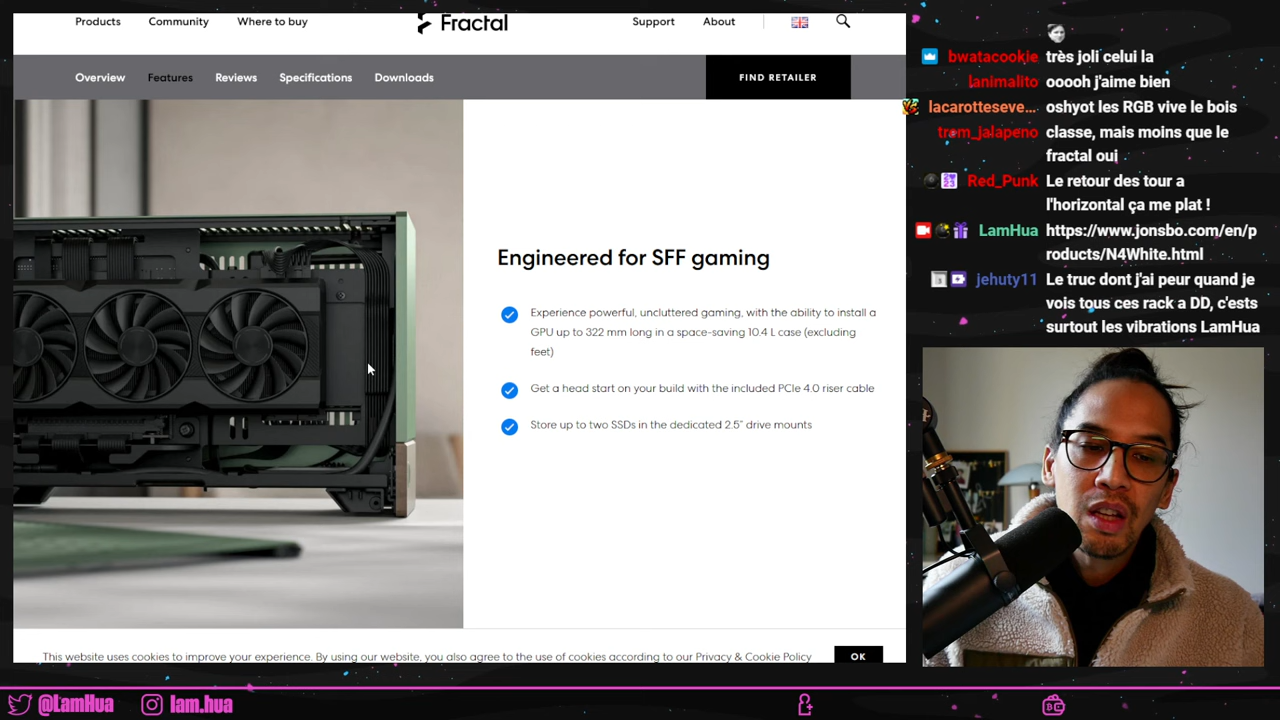 Products Community Where to buy Fractal Support About
Overview Features Reviews Specifications Downloads FIND RETAILER
Engineered for SFF gaming
Experience powerful, uncluttered gaming, with the ability to install a
GPU up to 322 mm long in a space-saving 10.4 L case (excluding
feet)
Get a head start on your build with the included PCIe 4.0 riser cable
Store up to two SSDs in the dedicated 2.5" drive mounts
This website uses cookies to improve your experience. By using our website, you also agree to the use of cookies according to our Privacy & Cookie Policy OK
bwatacookie très joli celui la
lanimalito ooooh j'aime bien
lacarotteseve... oshyot les RGB vive le bois
trem_jalapeno classe, mais moins que le
fractal oui
Red_Punk Le retour des tour a
l'horizontal ça me plat !
LamHua https://www.jonsbo.com/en/p
roducts/N4White.html
jehuty11 Le truc dont j'ai peur quand je
vois tous ces rack a DD, c'ests
surtout les vibrations LamHua
@LamHua lam.hua